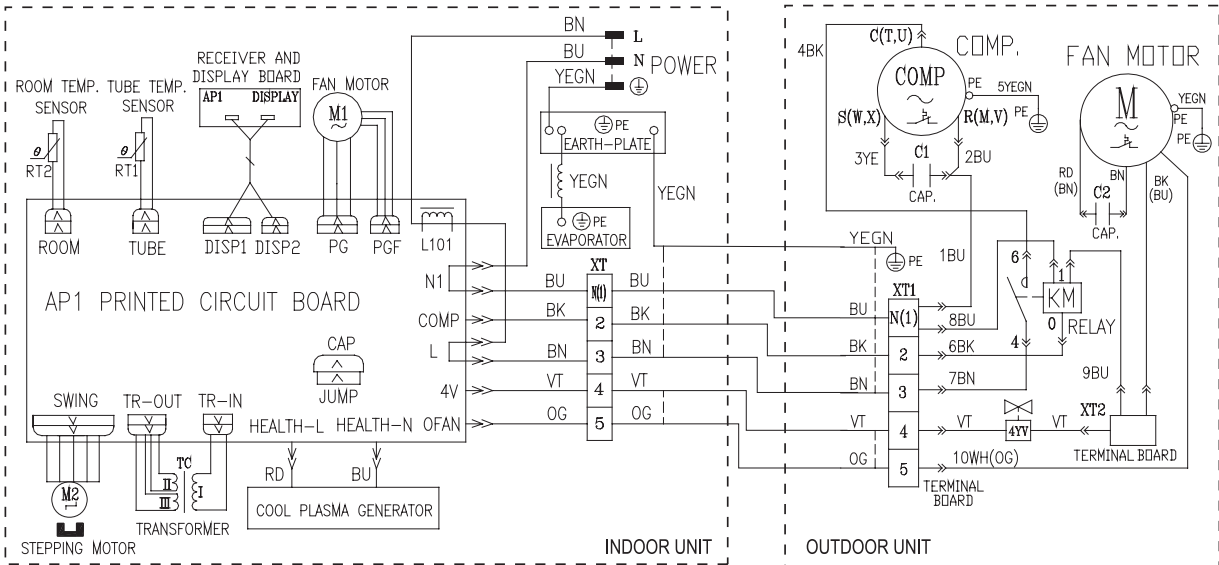 BN
L
BU
N
POWER
YEGN
ROOM TEMP.
SENSOR
TUBE TEMP.
SENSOR
RECEIVER AND
DISPLAY BOARD
AP1
DISPLAY
FAN MOTOR
M1
θ
RT2
θ
RT1
PE
EARTH-PLATE
YEGN
YEGN
PE
EVAPORATOR
ROOM
TUBE
DISP1
DISP2
PG
PGF
L101
N1
AP1 PRINTED CIRCUIT BOARD
COMP
L
CAP
JUMP
4V
OFAN
SWING
TR-OUT
TR-IN
HEALTH-L
HEALTH-N
XT
BU
N(1)
BU
BK
2
BK
BN
3
BN
VT
4
VT
OG
5
OG
M2
STEPPING MOTOR
TC
II
III
I
TRANSFORMER
RD
BU
COOL PLASMA GENERATOR
INDOOR UNIT
4BK
C(T,U)
COMP.
COMP
PE
5YEGN
PE
S(W,X)
R(M,V)
3YE
C1
2BU
CAP.
FAN MOTOR
M
YEGN
PE
PE
RD
(BN)
BN
C2
CAP.
BK
(BU)
YEGN
PE
1BU
6
1
KM
0
RELAY
4
XT1
BU
N(1)
8BU
BK
2
6BK
BN
3
7BN
9BU
VT
4
VT
4YV
VT
XT2
TERMINAL BOARD
OG
5
10WH(OG)
TERMINAL
BOARD
OUTDOOR UNIT